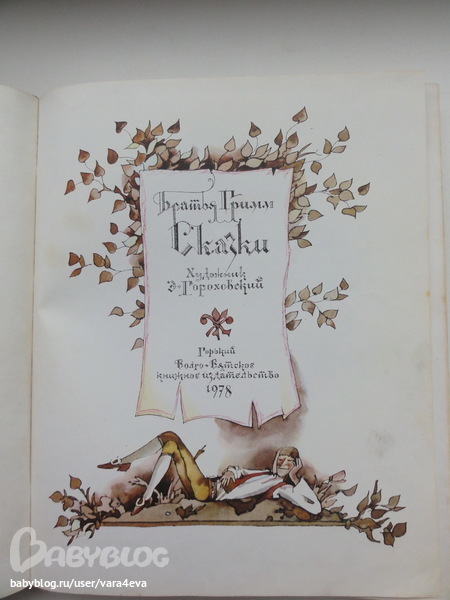 Братья Гримм
Сказки
Художник
Э. Гороховский
Горький
Волго-Вятское
книжное издательство
1978
BABYBLOG
babyblog.ru/user/vara4eva